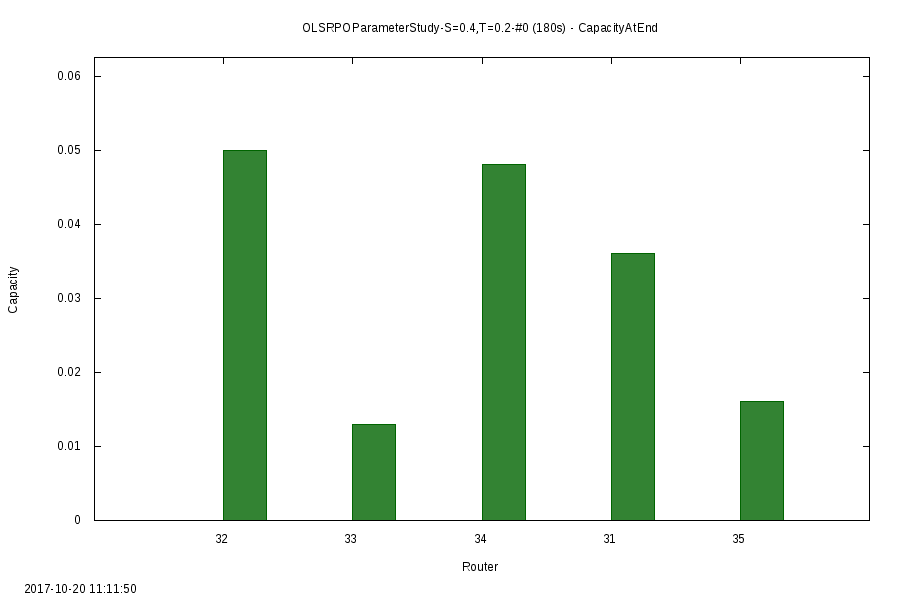 OLSRPOParameterStudy-S=0.4,T=0.2-#0 (180s) - CapacityAtEnd
0.06
0.05
0.04
0.03
0.02
0.01
0
Capacity
32 33 34 31 35
Router
2017-10-20 11:11:50